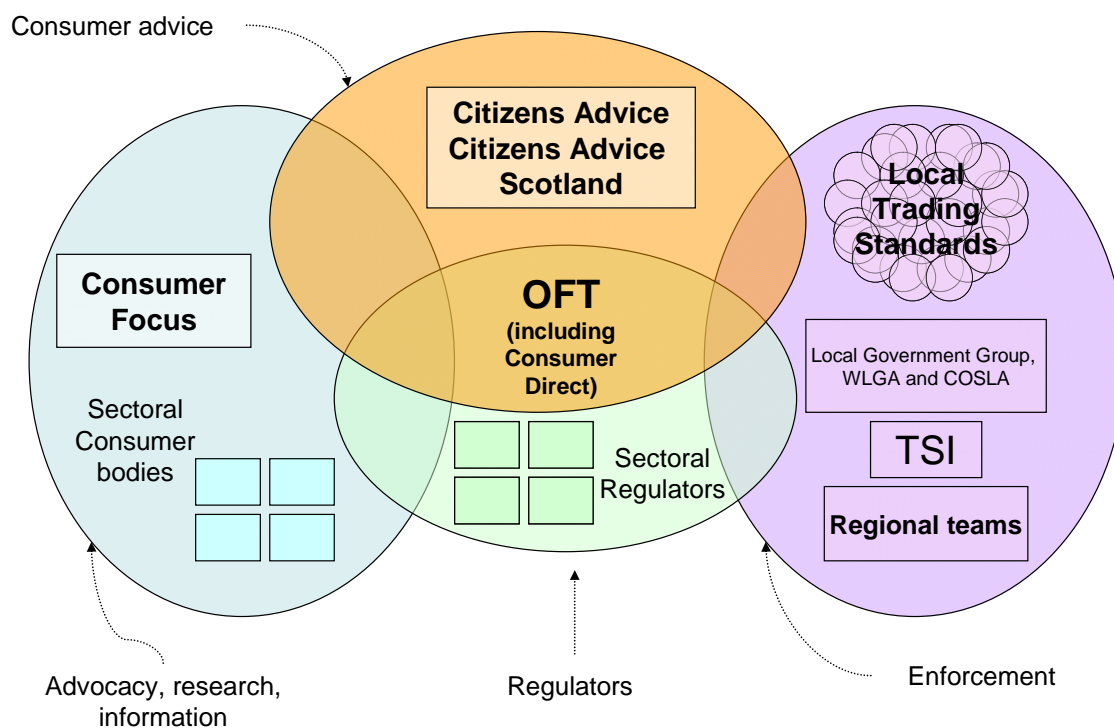 Consumer advice
Citizens Advice
Citizens Advice
Scotland
Local
Trading
Standards
Consumer
Focus
OFT
(including
Consumer
Direct)
Local Government Group,
WLGA and COSLA
Sectoral
Consumer
bodies
Sectoral
Regulators
TSI
Regional teams
Advocacy, research,
information
Regulators
Enforcement